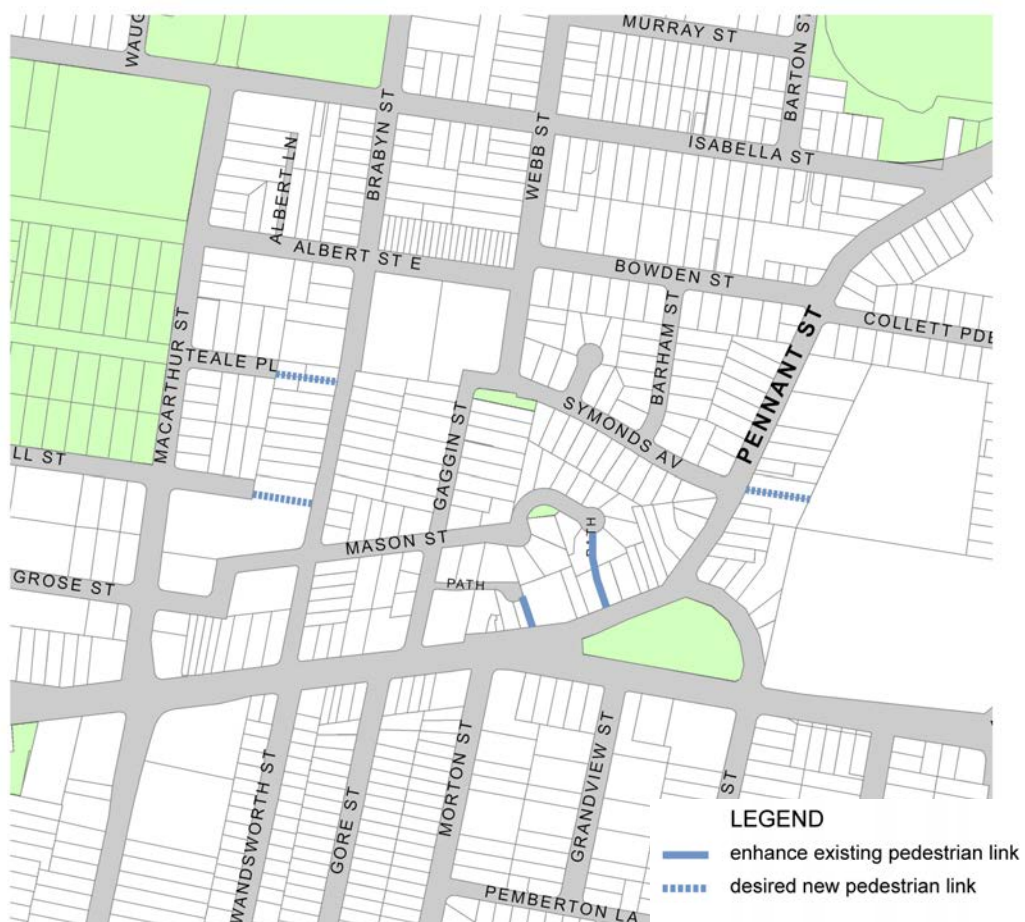 MURRAY ST
BARTON ST
WAUG
ISABELLA ST
BRABYN ST
WEBB ST
ALBERT LN
ALBERT ST E
BOWDEN ST
COLLETT PDE
BARHAM ST
PENNANT ST
MACARTHUR ST
TEALE PL
SYMONDS AV
GAGGIN ST
LL ST
MASON ST
PATH
PATH
GROSE ST
WANDSWORTH ST
GORE ST
MORTON ST
GRANDVIEW ST
ST
PEMBERTON LA
LEGEND
enhance existing pedestrian link
desired new pedestrian link